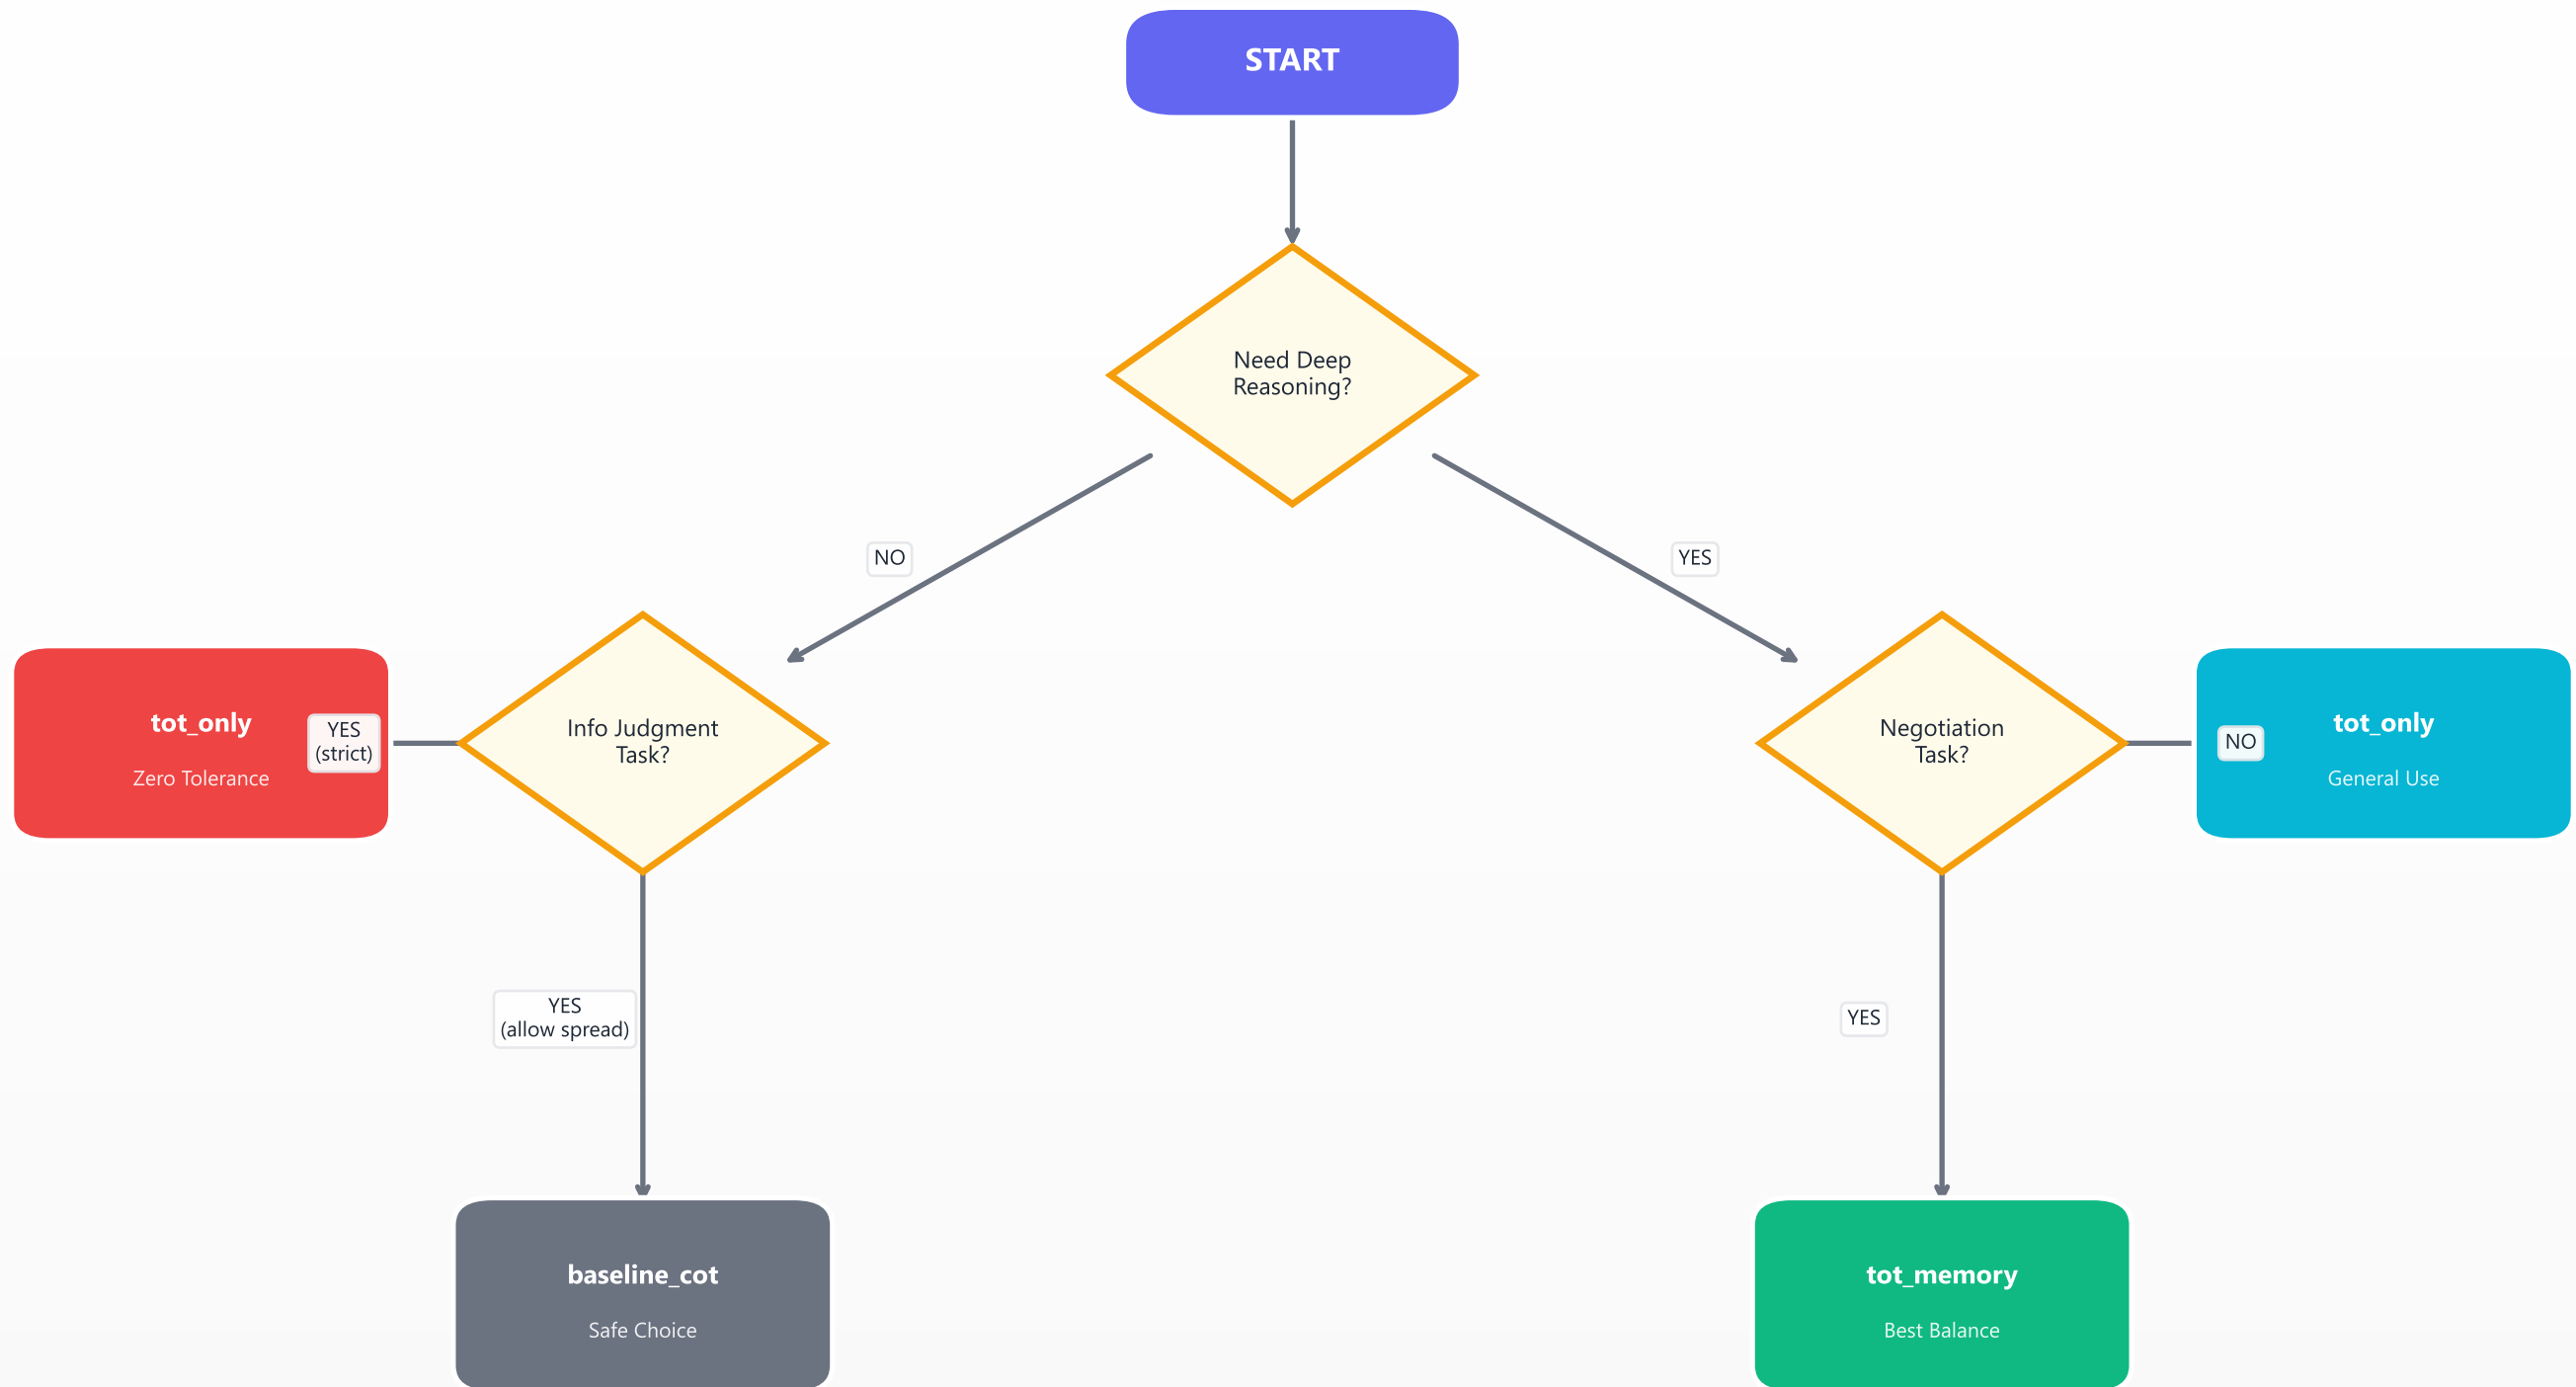 START
Need Deep
Reasoning?
NO
YES
tot_only
Zero Tolerance
YES
(strict)
Info Judgment
Task?
Negotiation
Task?
NO
tot_only
General Use
YES
(allow spread)
YES
baseline_cot
Safe Choice
tot_memory
Best Balance